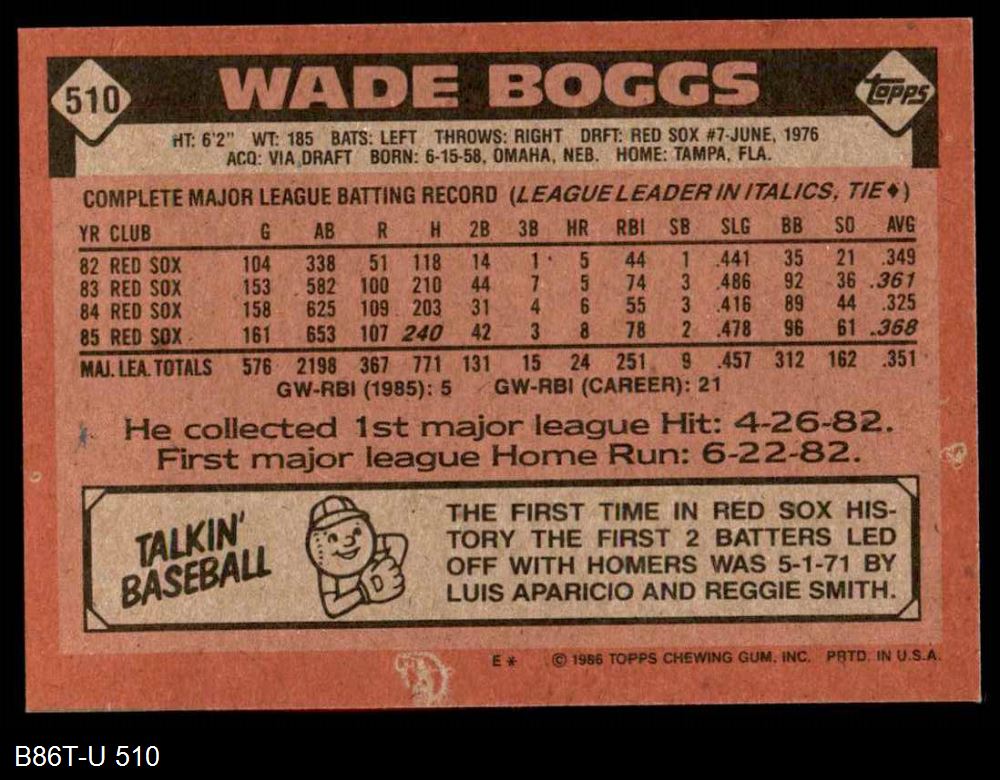 510
WADE BOGGS
Topps
HT: 6'2" WT: 185 BATS: LEFT THROWS: RIGHT DRFT: RED SOX #7-JUNE, 1976
ACQ: VIA DRAFT BORN: 6-15-58, OMAHA, NEB. HOME: TAMPA, FLA.
COMPLETE MAJOR LEAGUE BATTING RECORD (LEAGUE LEADER IN ITALICS, TIE♦)
YR CLUB G AB R H 2B 3B HR RBI SB SLG BB SO AVG
82 RED SOX 104 338 51 118 14 1 5 44 1 .441 35 21 .349
83 RED SOX 153 582 100 210 44 7 5 74 3 .486 92 36 .361
84 RED SOX 158 625 109 203 31 4 6 55 3 .416 89 44 .325
85 RED SOX 161 653 107 240 42 3 8 78 2 .478 96 61 .368
MAJ. LEA. TOTALS 576 2198 367 771 131 15 24 251 9 .457 312 162 .351
GW-RBI (1985): 5 GW-RBI (CAREER): 21
He collected 1st major league Hit: 4-26-82.
First major league Home Run: 6-22-82.
TALKIN'
BASEBALL
THE FIRST TIME IN RED SOX HIS-
TORY THE FIRST 2 BATTERS LED
OFF WITH HOMERS WAS 5-1-71 BY
LUIS APARICIO AND REGGIE SMITH.
E* © 1986 TOPPS CHEWING GUM, INC. PRTD. IN U.S.A.
B86T-U 510